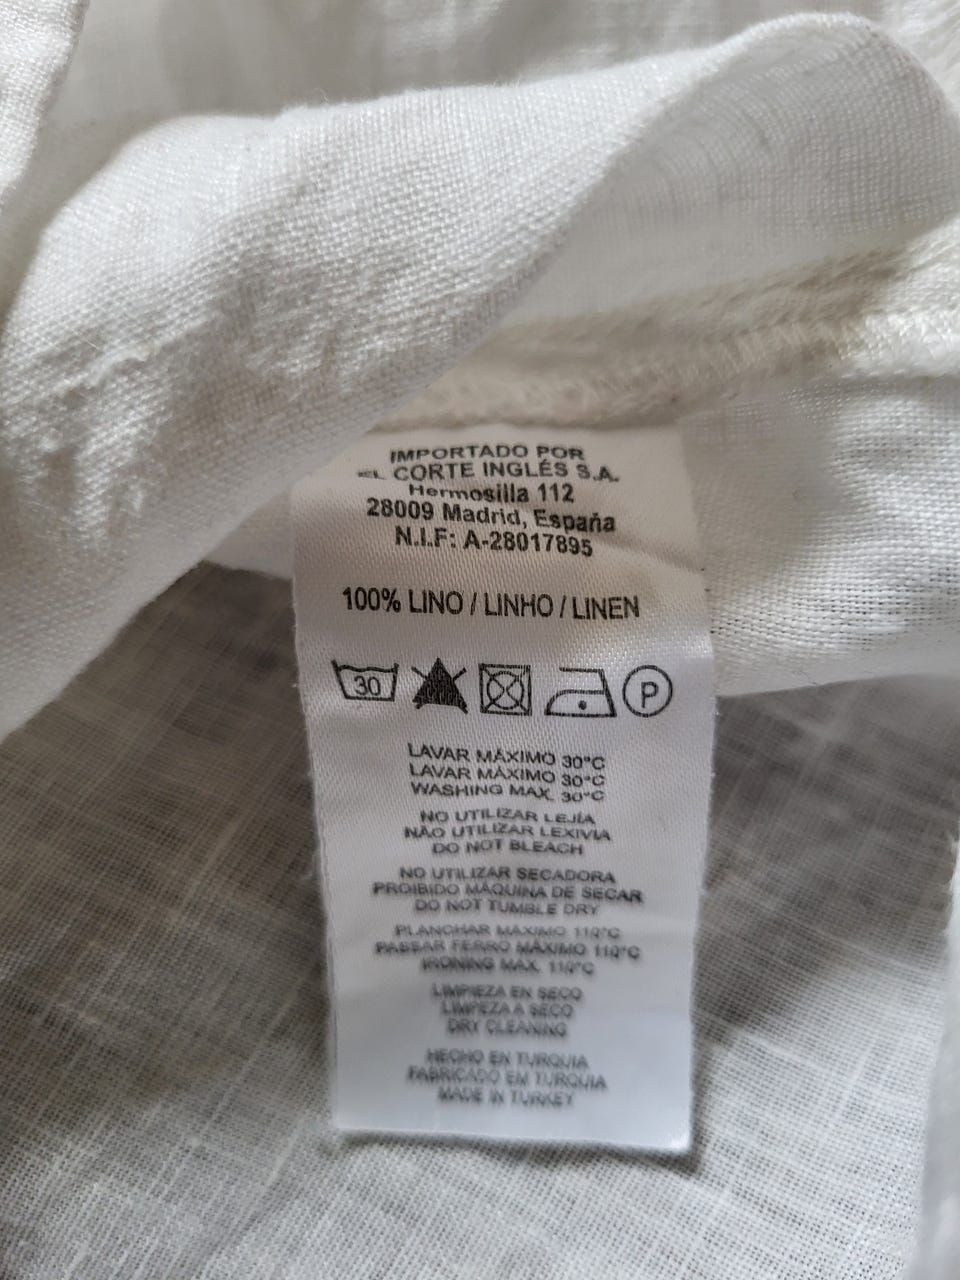 IMPORTADO POR
EL CORTE INGLÉS S.A.
Hermosilla 112
28009 Madrid, España
N.I.F: A-28017895
100% LINO / LINHO / LINEN
30 P
LAVAR MÁXIMO 30°C
LAVAR MÁXIMO 30°C
WASHING MAX. 30°C
NO UTILIZAR LEJÍA
NÃO UTILIZAR LEXIVIA
DO NOT BLEACH
NO UTILIZAR SECADORA
PROIBIDO MÁQUINA DE SECAR
DO NOT TUMBLE DRY
PLANCHAR MÁXIMO 110°C
PASSAR FERRO MÁXIMO 110°C
IRONING MAX. 110°C
LIMPIEZA EN SECO
LIMPEZA A SECO
DRY CLEANING
HECHO EN TURQUIA
FABRICADO EM TURQUIA
MADE IN TURKEY